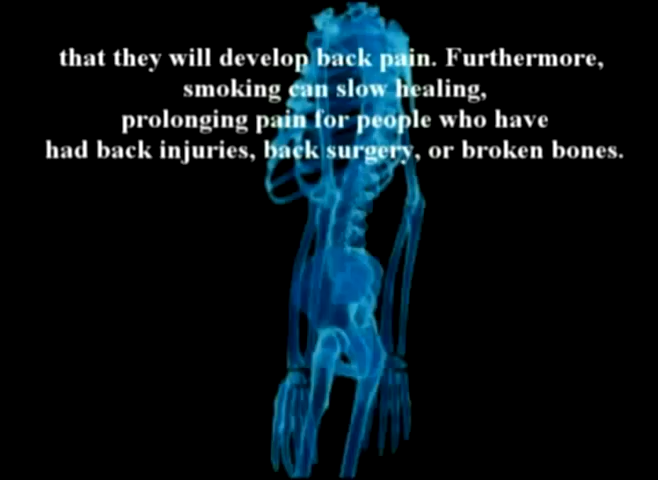 that they will develop back pain. Furthermore,
smoking can slow healing,
prolonging pain for people who have
had back injuries, back surgery, or broken bones.